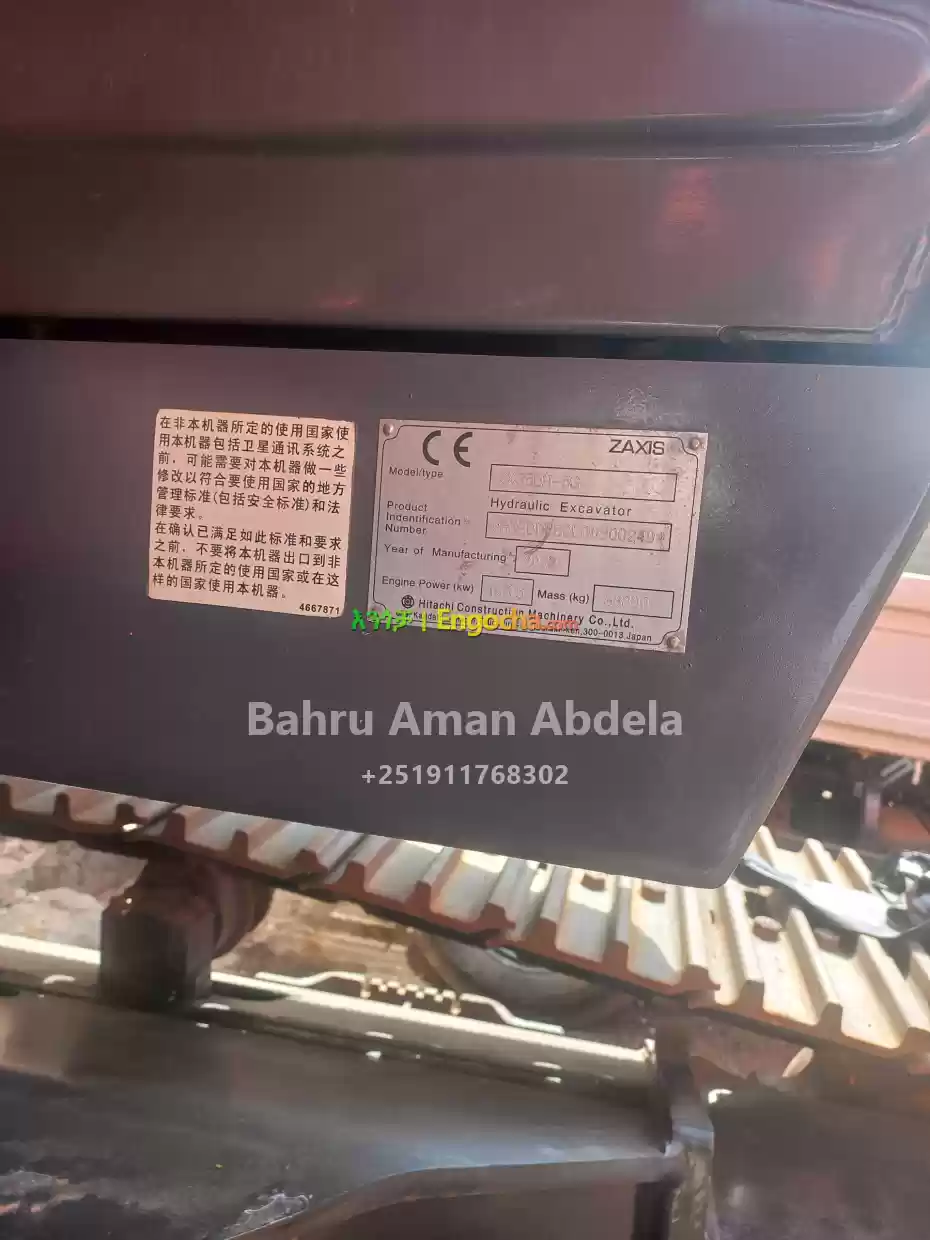 在非本机器所定的使用国家使
用本机器包括卫星通讯系统之
前，可能需要对本机器做一些
修改以符合要使用国家的地方
管理标准(包括安全标准)和法
律要求。
在确认已满足如此标准和要求
之前，不要将本机器出口到非
本机器所定的使用国家或在这
样的国家使用本机器。
4667871
CE ZAXIS
Model/type
Hydraulic Excavator
Product
Indentification
Number
Year of Manufacturing
Engine Power (kw) Mass (kg)
Hitachi Construction Machinery Co.,Ltd.
300-0013 Japan
እንጎቻ | Engocha.com
Bahru Aman Abdela
+251911768302